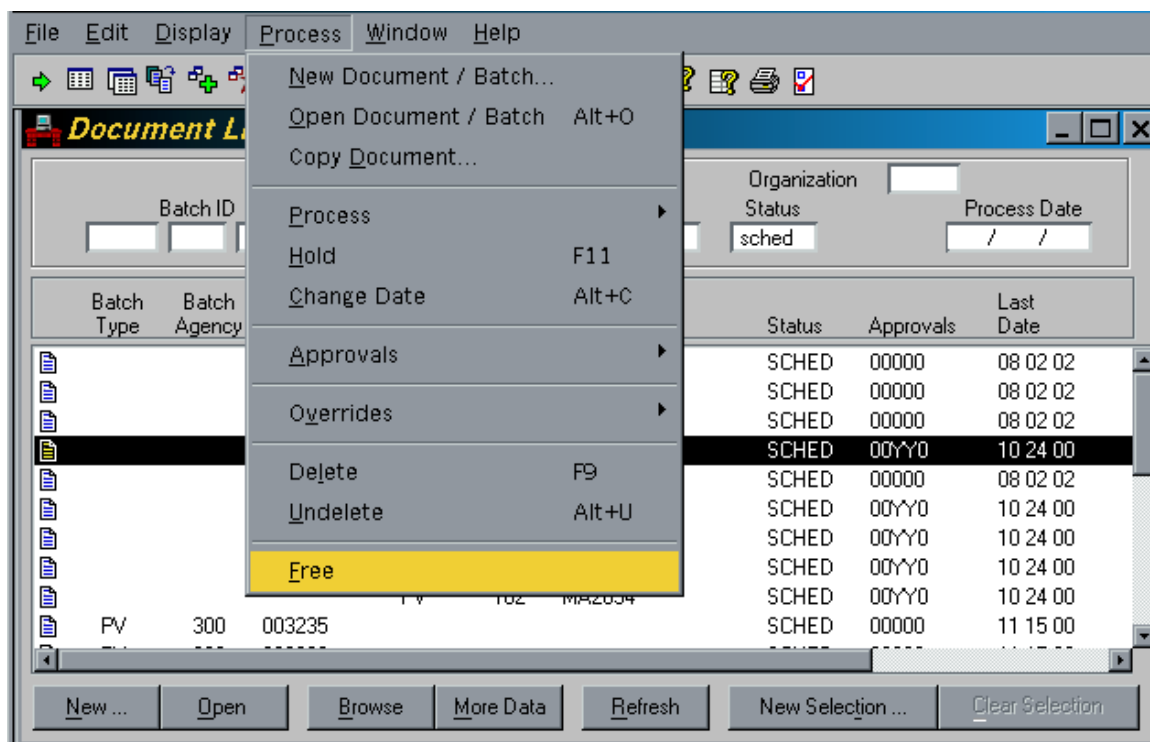 File Edit Display Process Window Help
New Document / Batch...
Open Document / Batch Alt+O
Copy Document...
Process
Hold F11
Change Date Alt+C
Approvals
Overrides
Delete F9
Undelete Alt+U
Free
Document
Organization
Batch ID Status Process Date
sched / /
Batch Type Batch Agency Status Approvals Last Date
SCHED 00000 08 02 02
SCHED 00000 08 02 02
SCHED 00000 08 02 02
SCHED 00YY0 10 24 00
SCHED 00000 08 02 02
SCHED 00YY0 10 24 00
SCHED 00YY0 10 24 00
SCHED 00YY0 10 24 00
SCHED 00YY0 10 24 00
PV 300 003235 SCHED 00000 11 15 00
New ... Open Browse More Data Refresh New Selection ... Clear Selection